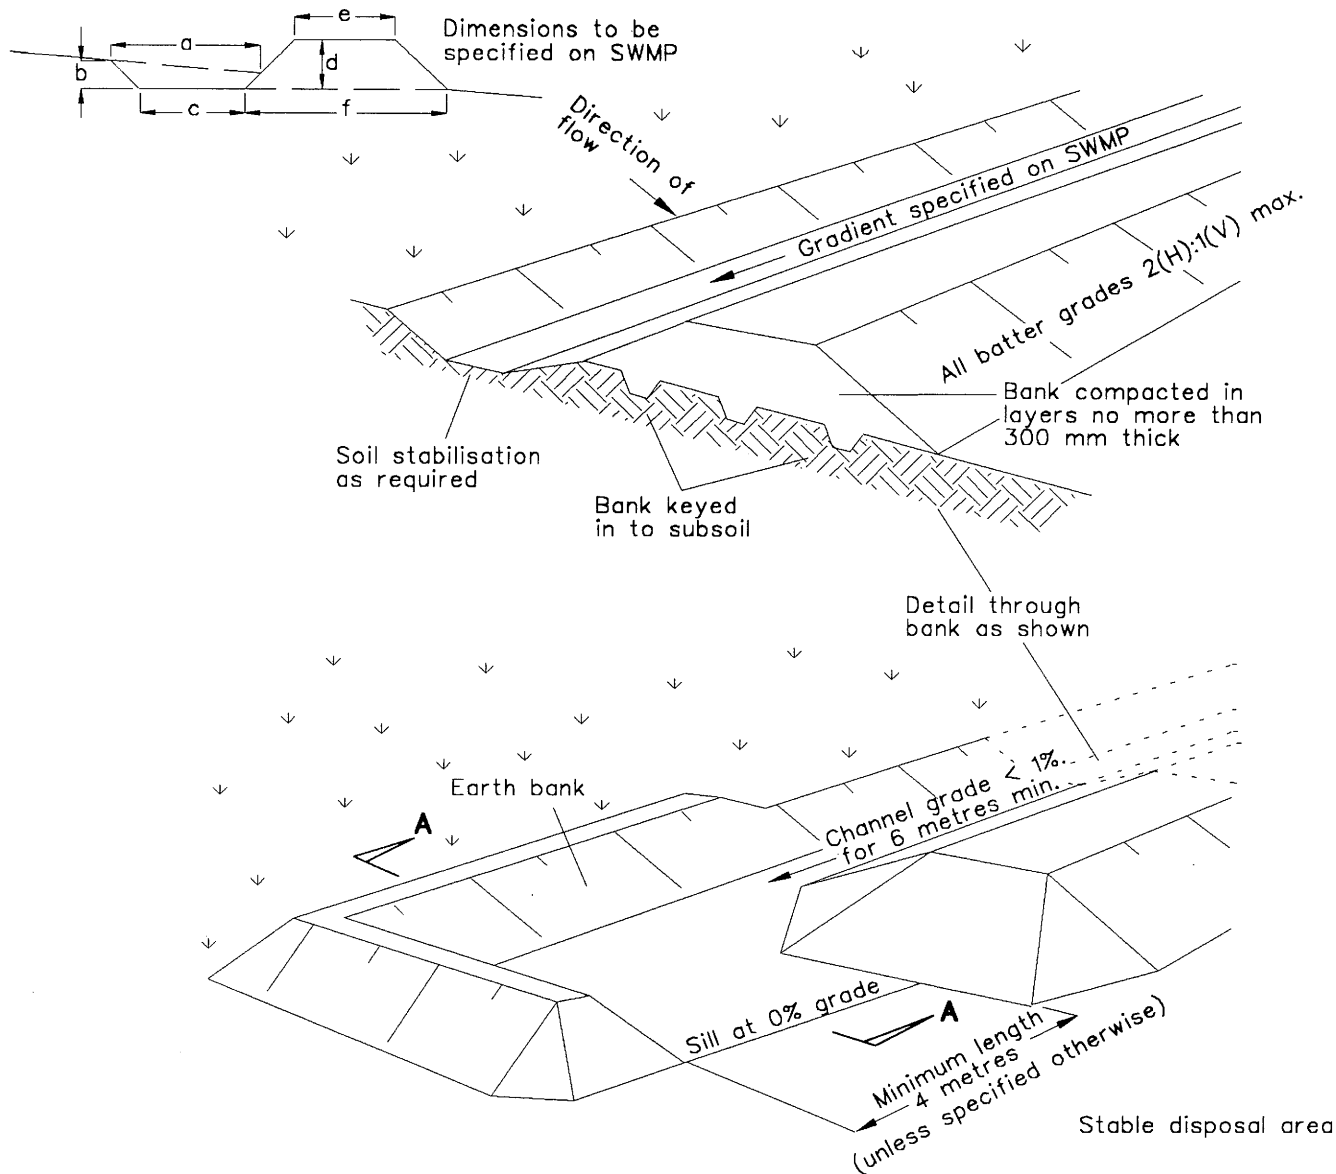 e
Dimensions to be
specified on SWMP
a
b
d
c
f
Direction of
flow
Gradient specified on SWMP
All batter grades 2(H):1(V) max.
Bank compacted in
layers no more than
300 mm thick
Soil stabilisation
as required
Bank keyed
in to subsoil
Detail through
bank as shown
Earth bank
Channel grade < 1%.
for 6 metres min.
A
Sill at 0% grade
A
Minimum length
4 metres
(unless specified otherwise)
Stable disposal area